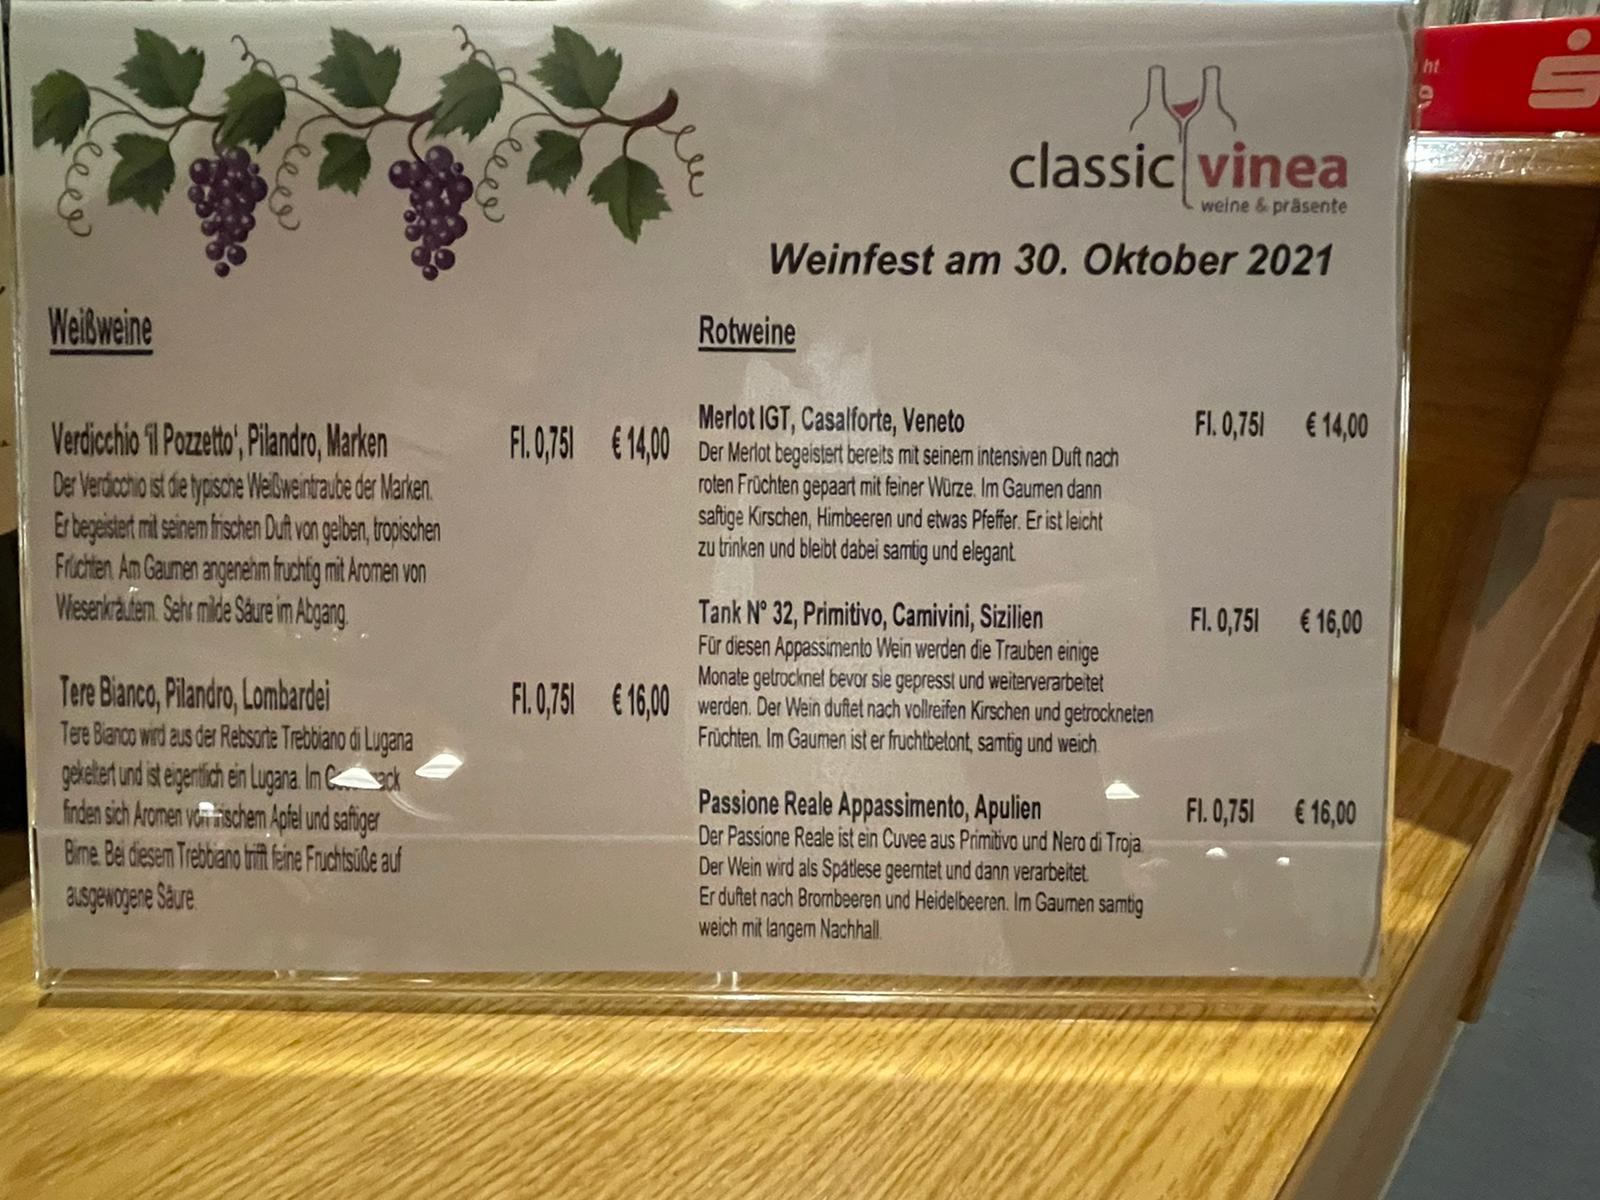 classic vinea
weine & präsente
Weinfest am 30. Oktober 2021
Weißweine
Verdicchio 'il Pozzetto', Pilandro, Marken Fl. 0,75l € 14,00
Der Verdicchio ist die typische Weißweintraube der Marken.
Er begeistert mit seinem frischen Duft von gelben, tropischen
Früchten. Am Gaumen angenehm fruchtig mit Aromen von
Wiesenkräutern. Sehr milde Säure im Abgang.
Tere Bianco, Pilandro, Lombardei Fl. 0,75l € 16,00
Tere Bianco wird aus der Rebsorte Trebbiano di Lugana
gekeltert und ist eigentlich ein Lugana. Im
finden sich Aromen von frischem Apfel und saftiger
Birne. Bei diesem Trebbiano trifft feine Fruchtsüße auf
ausgewogene Säure.
Rotweine
Merlot IGT, Casalforte, Veneto Fl. 0,75l € 14,00
Der Merlot begeistert bereits mit seinem intensiven Duft nach
roten Früchten gepaart mit feiner Würze. Im Gaumen dann
saftige Kirschen, Himbeeren und etwas Pfeffer. Er ist leicht
zu trinken und bleibt dabei samtig und elegant.
Tank N° 32, Primitivo, Camivini, Sizilien Fl. 0,75l € 16,00
Für diesen Appassimento Wein werden die Trauben einige
Monate getrocknet bevor sie gepresst und weiterverarbeitet
werden. Der Wein duftet nach vollreifen Kirschen und getrockneten
Früchten. Im Gaumen ist er fruchtbetont, samtig und weich.
Passione Reale Appassimento, Apulien Fl. 0,75l € 16,00
Der Passione Reale ist ein Cuvee aus Primitivo und Nero di Troja.
Der Wein wird als Spätlese geerntet und dann verarbeitet.
Er duftet nach Brombeeren und Heidelbeeren. Im Gaumen samtig
weich mit langem Nachhall.